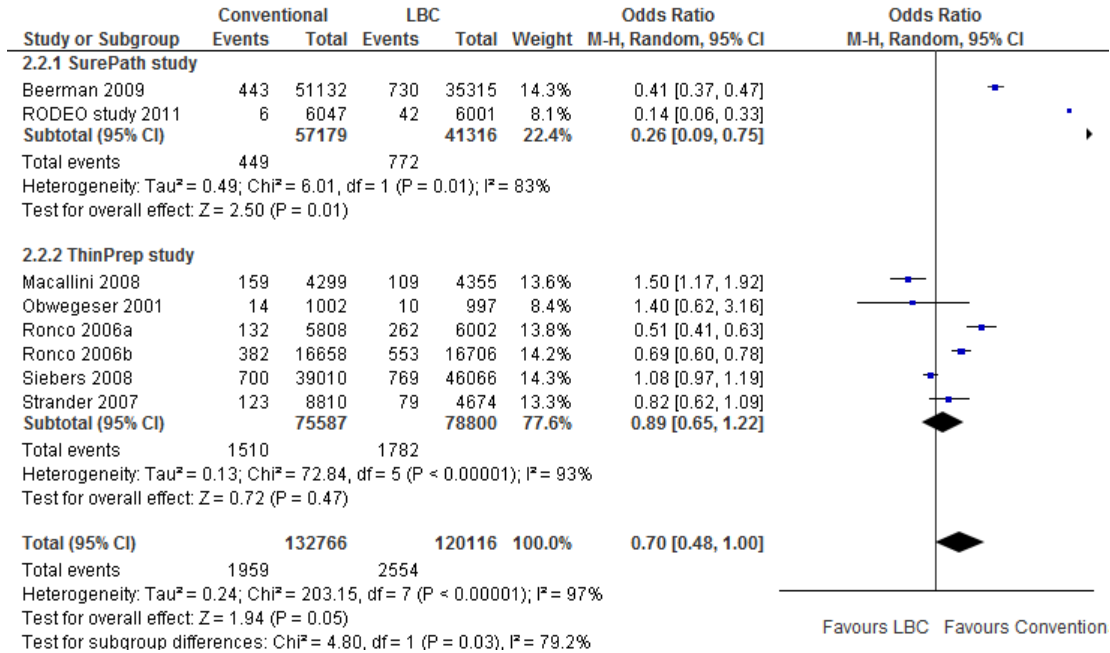 Conventional LBC Odds Ratio Odds Ratio
Study or Subgroup Events Total Events Total Weight M-H, Random, 95% CI M-H, Random, 95% CI
2.2.1 SurePath study
Beerman 2009 443 51132 730 35315 14.3% 0.41 [0.37, 0.47]
RODEO study 2011 6 6047 42 6001 8.1% 0.14 [0.06, 0.33]
Subtotal (95% CI) 57179 41316 22.4% 0.26 [0.09, 0.75]
Total events 449 772
Heterogeneity: Tau² = 0.49; Chi² = 6.01, df = 1 (P = 0.01); I² = 83%
Test for overall effect: Z = 2.50 (P = 0.01)
2.2.2 ThinPrep study
Macallini 2008 159 4299 109 4355 13.6% 1.50 [1.17, 1.92]
Obwegeser 2001 14 1002 10 997 8.4% 1.40 [0.62, 3.16]
Ronco 2006a 132 5808 262 6002 13.8% 0.51 [0.41, 0.63]
Ronco 2006b 382 16658 553 16706 14.2% 0.69 [0.60, 0.78]
Siebers 2008 700 39010 769 46066 14.3% 1.08 [0.97, 1.19]
Strander 2007 123 8810 79 4674 13.3% 0.82 [0.62, 1.09]
Subtotal (95% CI) 75587 78800 77.6% 0.89 [0.65, 1.22]
Total events 1510 1782
Heterogeneity: Tau² = 0.13; Chi² = 72.84, df = 5 (P < 0.00001); I² = 93%
Test for overall effect: Z = 0.72 (P = 0.47)
Total (95% CI) 132766 120116 100.0% 0.70 [0.48, 1.00]
Total events 1959 2554
Heterogeneity: Tau² = 0.24; Chi² = 203.15, df = 7 (P < 0.00001); I² = 97%
Test for overall effect: Z = 1.94 (P = 0.05)
Test for subgroup differences: Chi² = 4.80, df = 1 (P = 0.03), I² = 79.2%
Favours LBC Favours Convention